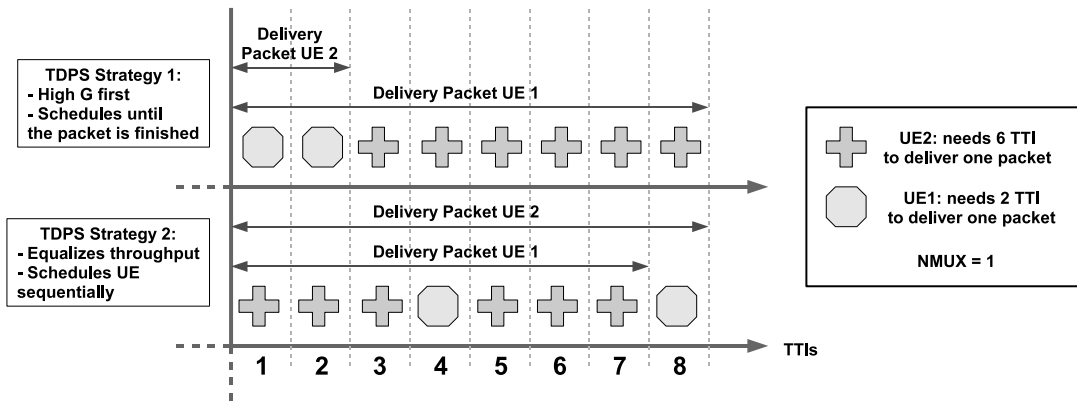 Delivery
Packet UE 2
TDPS Strategy 1:
- High G first
- Schedules until
the packet is finished
Delivery Packet UE 1
UE2: needs 6 TTI
to deliver one packet
UE1: needs 2 TTI
to deliver one packet
NMUX = 1
TDPS Strategy 2:
- Equalizes throughput
- Schedules UE
sequentially
Delivery Packet UE 2
Delivery Packet UE 1
TTIs
1 2 3 4 5 6 7 8